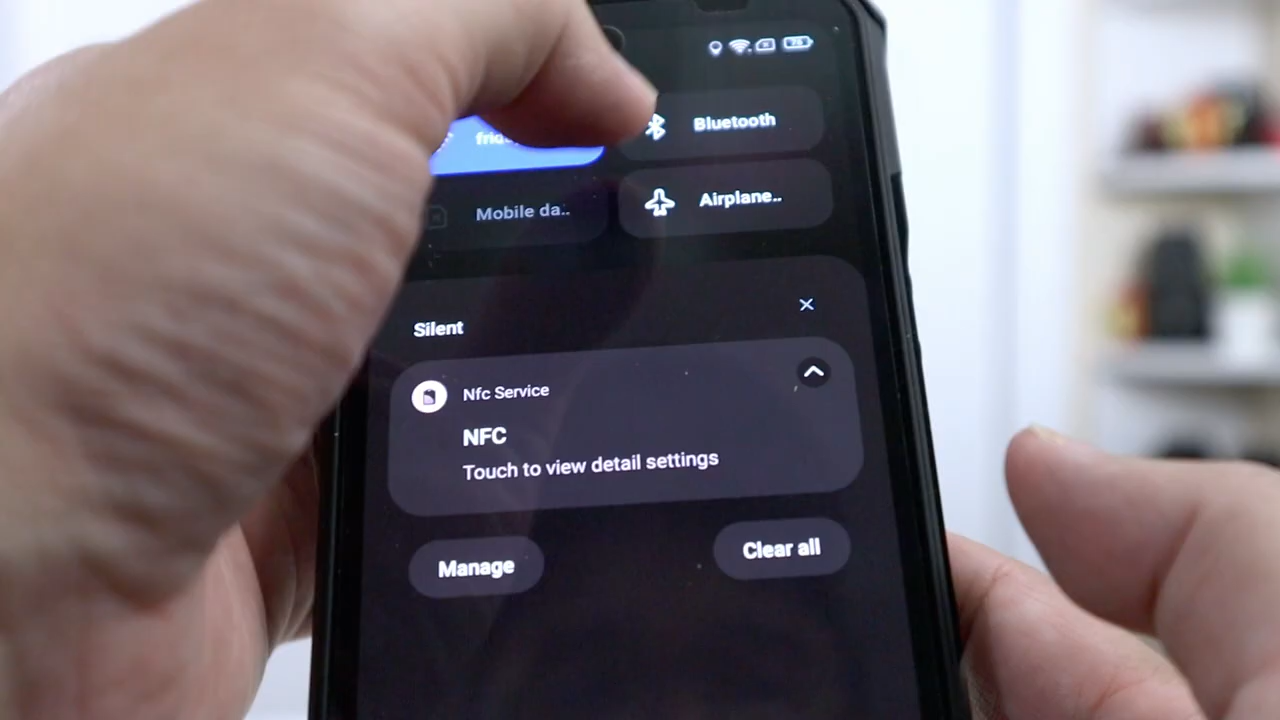 Bluetooth
Mobile da..
Airplane..
Silent
Nfc Service
NFC
Touch to view detail settings
Manage
Clear all